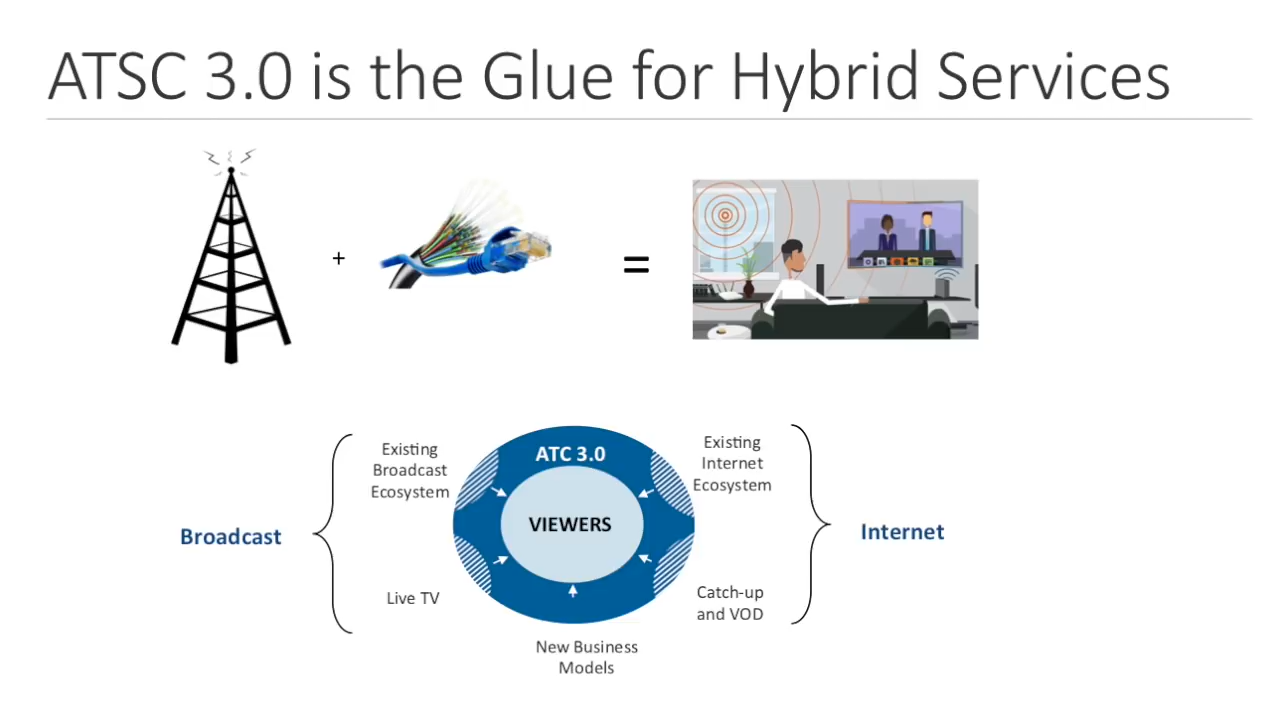 ATSC 3.0 is the Glue for Hybrid Services
+
=
Broadcast
Existing
Broadcast
Ecosystem
Live TV
ATC 3.0
VIEWERS
New Business
Models
Existing
Internet
Ecosystem
Catch-up
and VOD
Internet